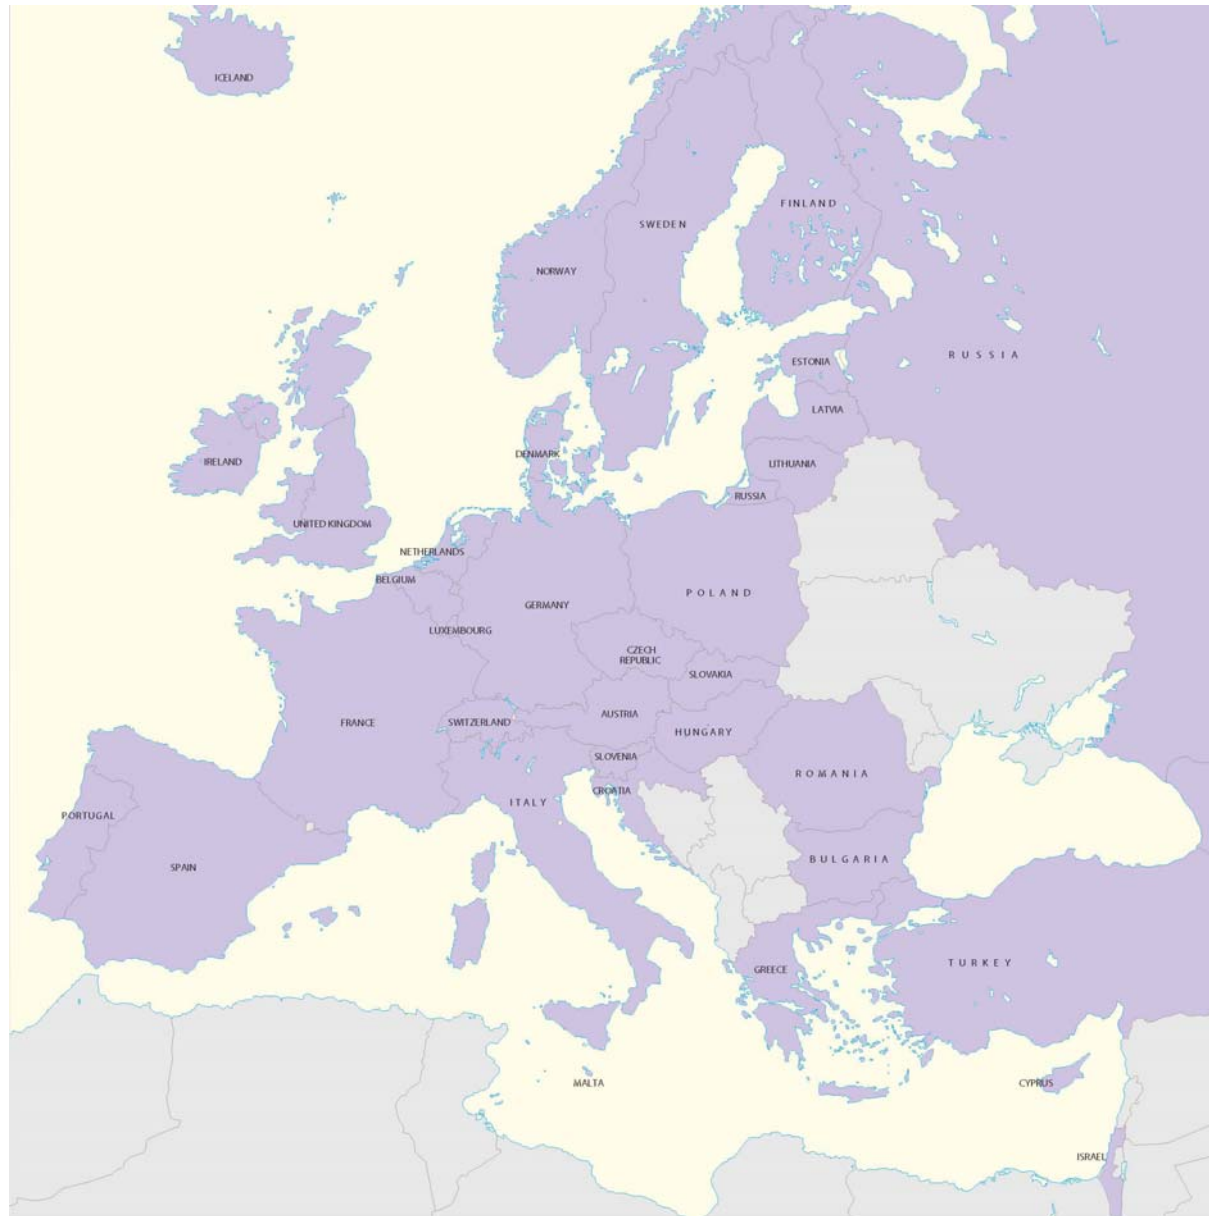 ICELAND
FINLAND
SWEDEN
NORWAY
RUSSIA
ESTONIA
LATVIA
DENMARK
IRELAND
LITHUANIA
RUSSIA
UNITED KINGDOM
NETHERLANDS
BELGIUM
POLAND
GERMANY
LUXEMBOURG
CZECH
REPUBLIC
SLOVAKIA
AUSTRIA
FRANCE
SWITZERLAND
HUNGARY
SLOVENIA
ROMANIA
CROATIA
ITALY
PORTUGAL
BULGARIA
SPAIN
TURKEY
GREECE
MALTA
CYPRUS
ISRAEL